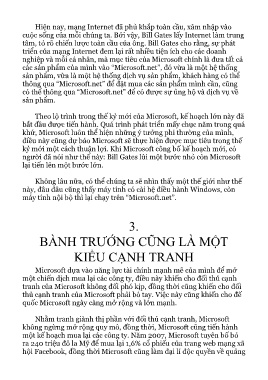 Hiện nay, mạng Internet đã phủ khắp toàn cầu, xâm nhập vào
cuộc sống của mỗi chúng ta. Bởi vậy, Bill Gates lấy Internet làm trung
tâm, tỏ rõ chiến lược toàn cầu của ông. Bill Gates cho rằng, sự phát
triển của mạng Internet đem lại rất nhiều tiện ích cho các doanh
nghiệp và mỗi cá nhân, mà mục tiêu của Microsoft chính là đưa tất cả
các sản phẩm của mình vào "Microsoft.net", đó vừa là một hệ thống
sản phẩm, vừa là một hệ thống dịch vụ sản phẩm, khách hàng có thể
thông qua "Microsoft.net" để đặt mua các sản phẩm mình cần, cũng
có thể thông qua "Microsoft.net" để có được sự ủng hộ và dịch vụ về
sản phẩm.
Theo lộ trình trong thế kỷ mới của Microsoft, kế hoạch lớn này đã
bắt đầu được tiến hành. Quá trình phát triển mấy chục năm trong quá
khứ, Microsoft luôn thể hiện những ý tưởng phi thường của mình,
điều này cũng dự báo Microsoft sẽ thực hiện được mục tiêu trong thế
kỷ mới một cách thuận lợi. Khi Microsoft công bố kế hoạch mới, có
người đã nói như thế này: Bill Gates lùi một bước nhỏ còn Microsoft
lại tiến lên một bước lớn.
Không lâu nữa, có thể chúng ta sẽ nhìn thấy một thế giới như thế
này, đâu đâu cũng thấy máy tính có cài hệ điều hành Windows, còn
máy tính nội bộ thì lại chạy trên "Microsoft.net".
3.
BÀNH TRƯỚNG CŨNG LÀ MỘT
KIỂU CẠNH TRANH
Microsoft dựa vào năng lực tài chính mạnh mẽ của mình để mở
một chiến dịch mua lại các công ty, điều này khiến cho đối thủ cạnh
tranh của Microsoft không đối phó kịp, đồng thời cũng khiến cho đối
thủ cạnh tranh của Microsoft phải bó tay. Việc này cũng khiến cho đế
quốc Microsoft ngày càng mở rộng và lớn mạnh.
Nhằm tranh giành thị phần với đối thủ cạnh tranh, Microsoft
không ngừng mở rộng quy mô, đồng thời, Microsoft cũng tiến hành
một kế hoạch mua lại các công ty. Năm 2007, Microsoft tuyên bố bỏ
ra 240 triệu đô la Mỹ để mua lại 1,6% cổ phiếu của trang web mạng xã
hội Facebook, đồng thời Microsoft cũng làm đại lí độc quyền về quảng